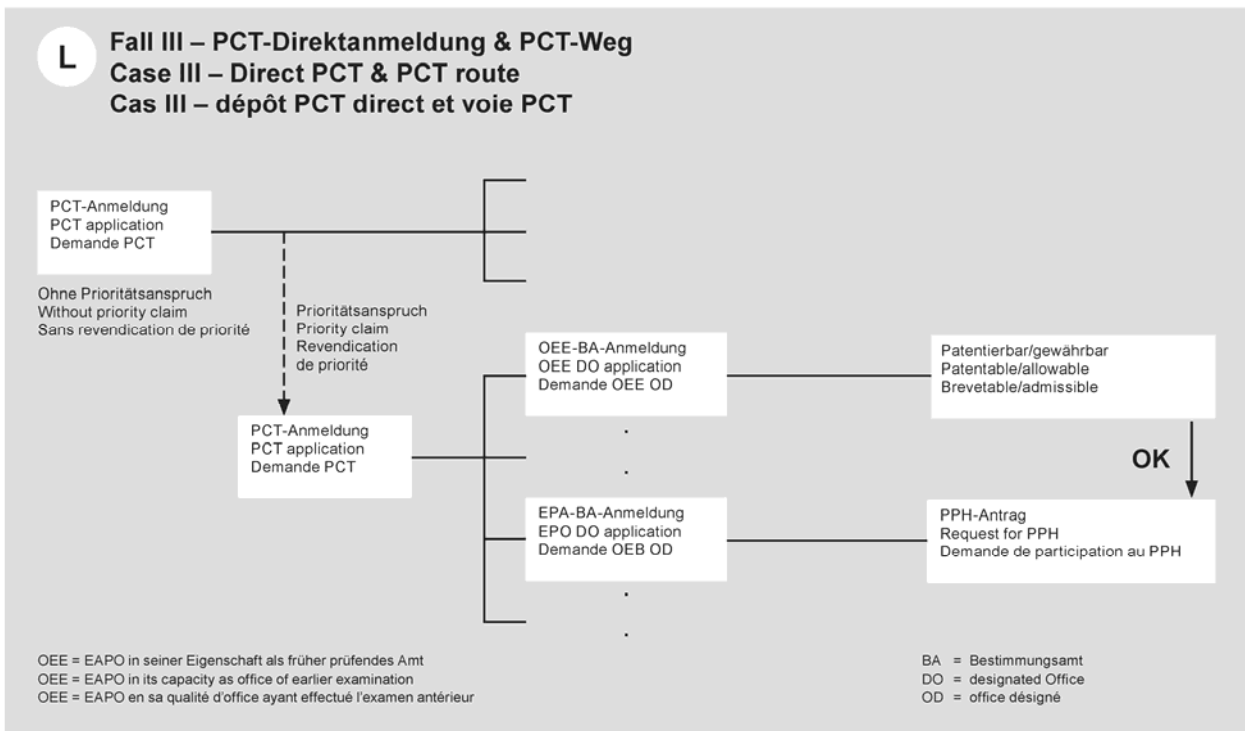 L
Fall III – PCT-Direktanmeldung & PCT-Weg
Case III – Direct PCT & PCT route
Cas III – dépôt PCT direct et voie PCT
PCT-Anmeldung
PCT application
Demande PCT
Ohne Prioritätsanspruch
Without priority claim
Sans revendication de priorité
Prioritätsanspruch
Priority claim
Revendication
de priorité
OEE-BA-Anmeldung
OEE DO application
Demande OEE OD
Patentierbar/gewährbar
Patentable/allowable
Brevetable/admissible
PCT-Anmeldung
PCT application
Demande PCT
OK
EPA-BA-Anmeldung
EPO DO application
Demande OEB OD
PPH-Antrag
Request for PPH
Demande de participation au PPH
OEE = EAPO in seiner Eigenschaft als früher prüfendes Amt
OEE = EAPO in its capacity as office of earlier examination
OEE = EAPO en sa qualité d'office ayant effectué l'examen antérieur
BA = Bestimmungsamt
DO = designated Office
OD = office désigné